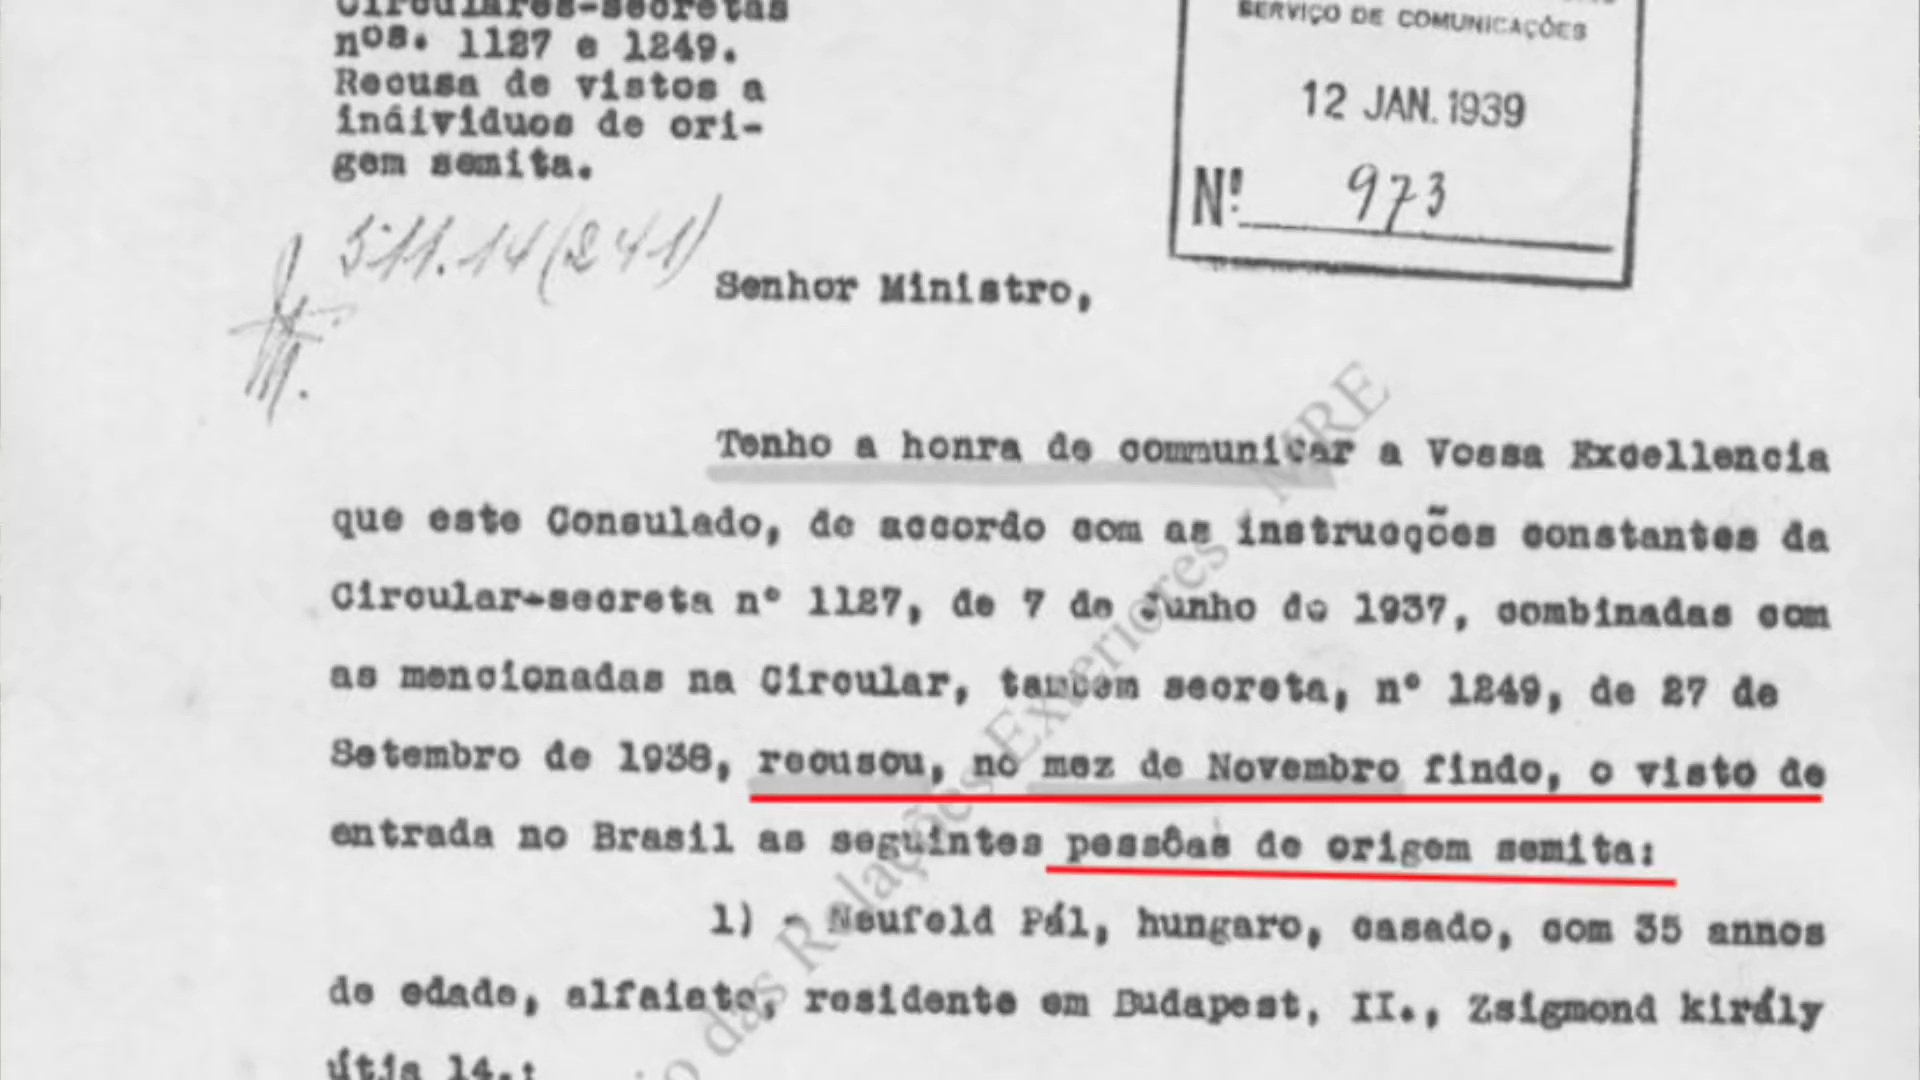 Circulares-secretas
nos. 1127 e 1249.
Recusa de vistos a
individuos de ori-
gem semita.
SERVIÇO DE COMUNICAÇÕES
12 JAN. 1939
Nº 973
511.14(241)
Senhor Ministro,
Tenho a honra de communicar a Vossa Excellencia
que este Consulado, de accordo com as instrucções constantes da
Circular-secreta nº 1127, de 7 de Junho de 1937, combinadas com
as mencionadas na Circular, tambem secreta, nº 1249, de 27 de
Setembro de 1938, recusou, no mez de Novembro findo, o visto de
entrada no Brasil as seguintes pessôas de origem semita:
1) - Neufeld Pál, hungaro, casado, com 35 annos
de edade, alfaiate, residente em Budapest, II., Zsigmond király
útja 14.;
das Relações Exteriores - MRE